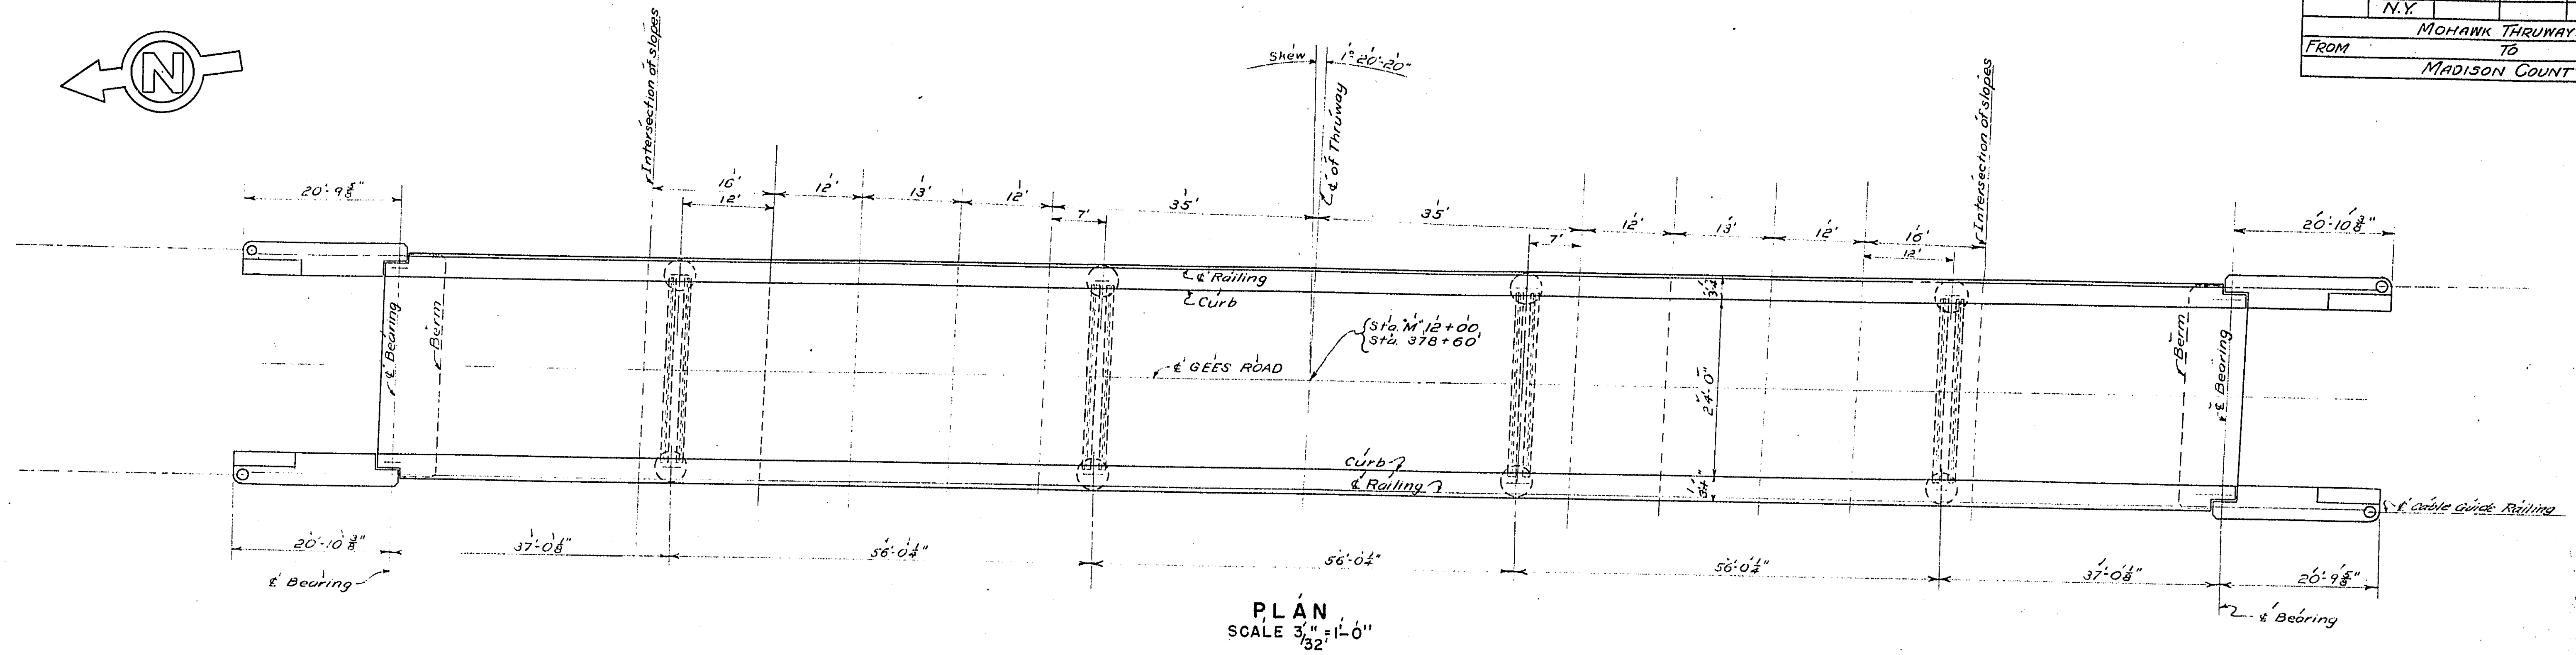 N.Y.
MOHAWK THRUWAY
FROM TO
MADISON COUNT
N
Intersection of slopes
Skew 1°-20'-20"
℄ of Thruway
Intersection of slopes
20'-9⅝"
16'
12'
13'
12'
35'
35'
12'
13'
12'
16'
20'-10⅜"
12'
7'
7'
12'
℄ Railing
Curb
℄ Bearing
Berm
Sta. "M" 12+00
Sta. 378+60
℄ GEES ROAD
24'-0"
Berm
℄ Bearing
Curb
℄ Railing
℄ Cable Guide Railing
20'-10⅜"
37'-0⅛"
56'-0¼"
56'-0¼"
56'-0¼"
37'-0⅛"
20'-9⅝"
℄ Bearing
℄ Bearing
PLAN
SCALE 3/32" = 1'-0"